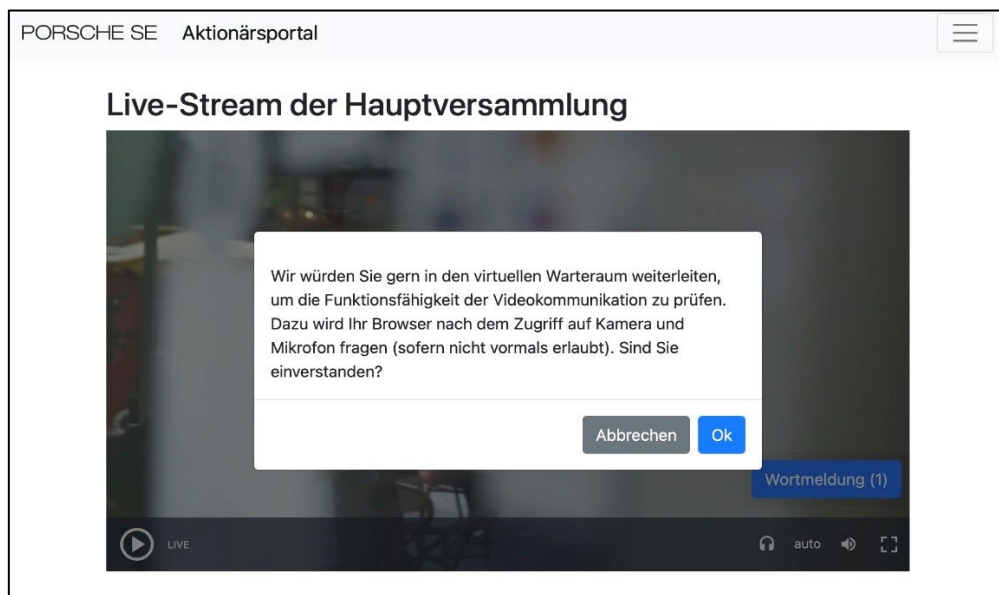 PORSCHE SE Aktionärsportal
Live-Stream der Hauptversammlung
Wir würden Sie gern in den virtuellen Warteraum weiterleiten,
um die Funktionsfähigkeit der Videokommunikation zu prüfen.
Dazu wird Ihr Browser nach dem Zugriff auf Kamera und
Mikrofon fragen (sofern nicht vormals erlaubt). Sind Sie
einverstanden?
Abbrechen Ok
Wortmeldung (1)
LIVE auto